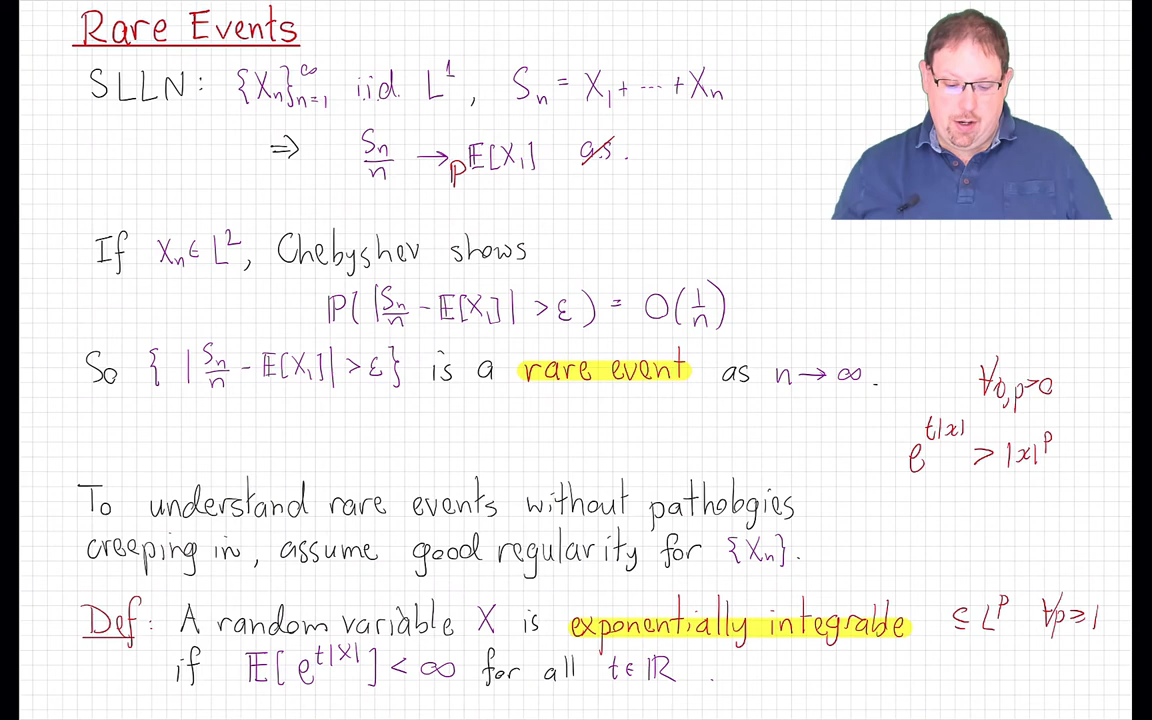 Rare Events
SLLN: {Xₙ}ₙ₌₁^∞ i.i.d. L¹, Sₙ = X₁ + ⋯ + Xₙ
⇒ Sₙ/n →ₚ 𝔼[X₁] a.s.
If Xₙ ∈ L², Chebyshev shows
ℙ( |Sₙ/n - 𝔼[X₁]| > ε ) = O(1/n)
So { |Sₙ/n - 𝔼[X₁]| > ε} is a rare event as n → ∞.
e^{t|x|} > |x|^p
To understand rare events without pathologies
creeping in, assume good regularity for {Xₙ}.
Def: A random variable X is exponentially integrable ⊆ L^p ∀p≥1
if 𝔼[e^{t|X|}] < ∞ for all t ∈ ℝ.